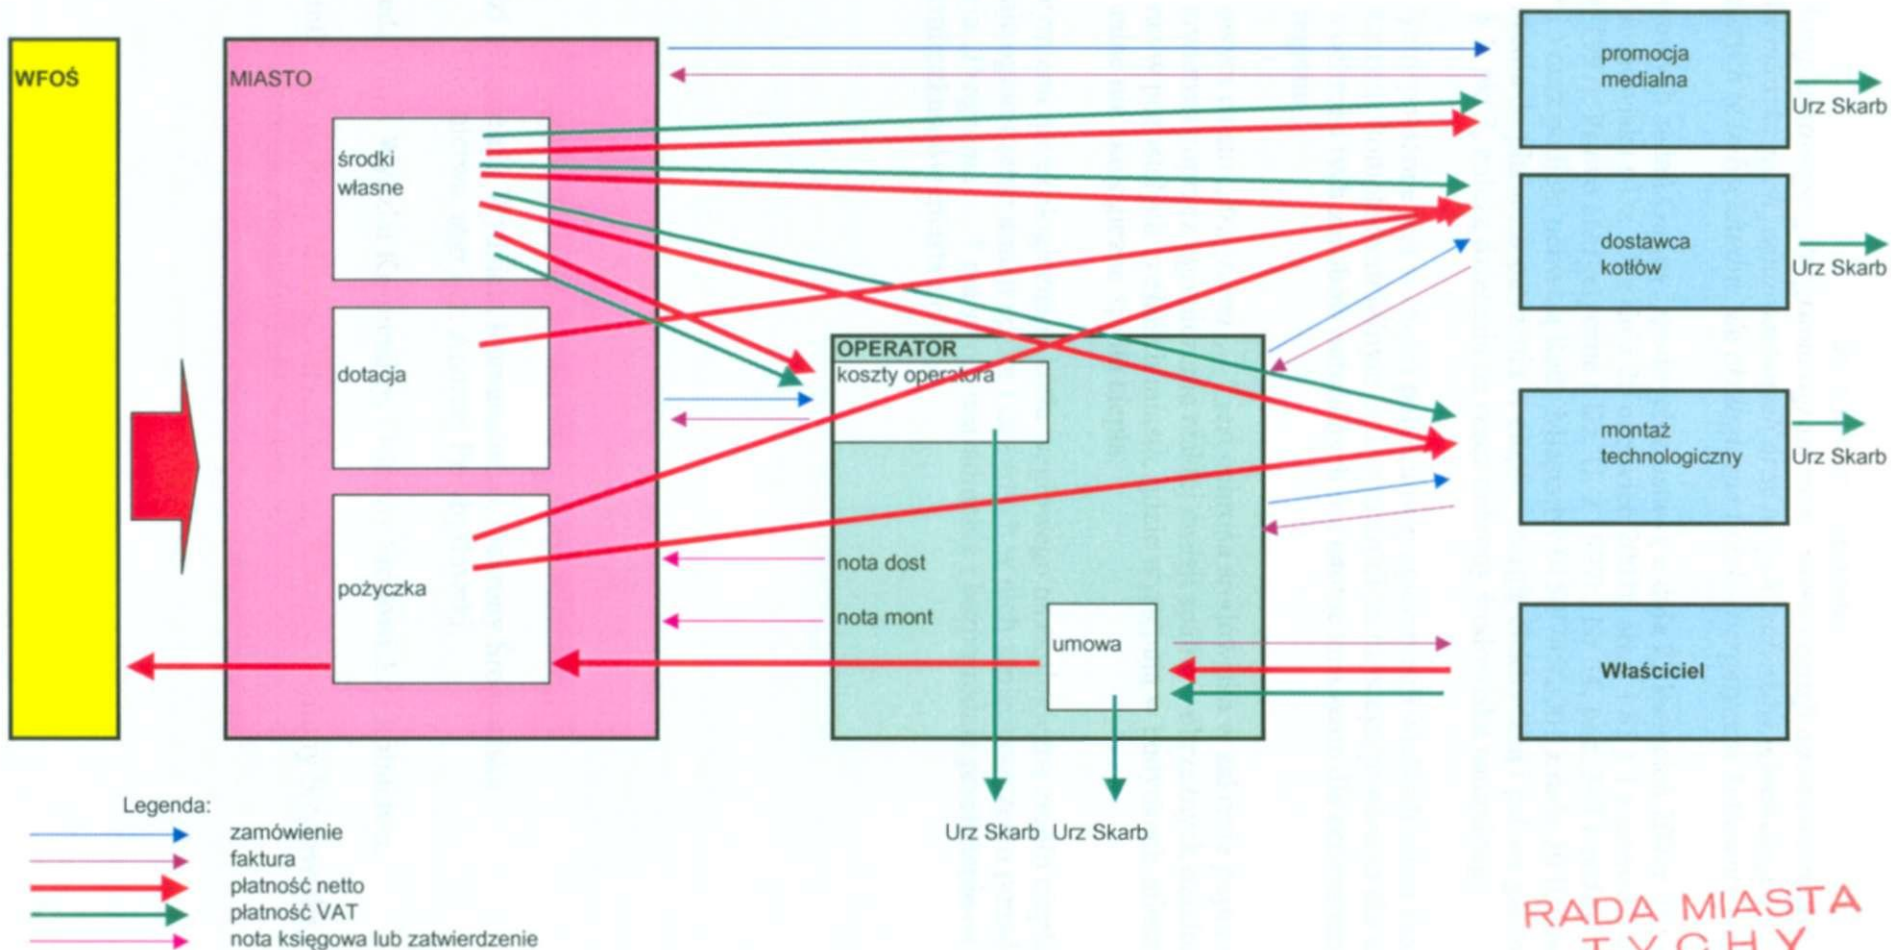 WFOŚ
MIASTO
środki
własne
dotacja
pożyczka
OPERATOR
koszty operatora
nota dost
nota mont
umowa
promocja
medialna
Urz Skarb
dostawca
kotłów
Urz Skarb
montaż
technologiczny
Urz Skarb
Właściciel
Urz Skarb
Urz Skarb
Legenda:
zamówienie
faktura
płatność netto
płatność VAT
nota księgowa lub zatwierdzenie
RADA MIASTA
TYCHY